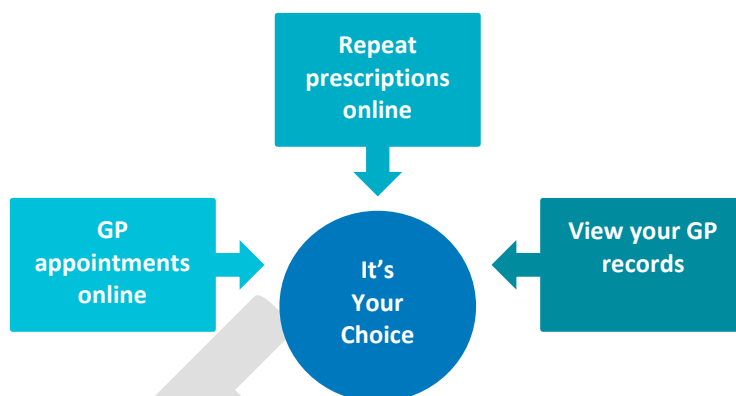 Repeat
prescriptions
online
GP
appointments
online
It’s
Your
Choice
View your GP
records